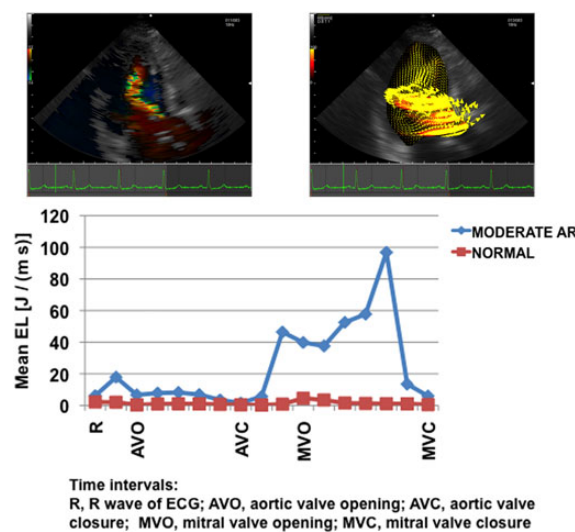 120
100
80
60
40
20
0
Mean EL [J / (m s)]
MODERATE AR
NORMAL
R
AVO
AVC
MVO
MVC
Time intervals:
R, R wave of ECG; AVO, aortic valve opening; AVC, aortic valve
closure;  MVO, mitral valve opening; MVC, mitral valve closure